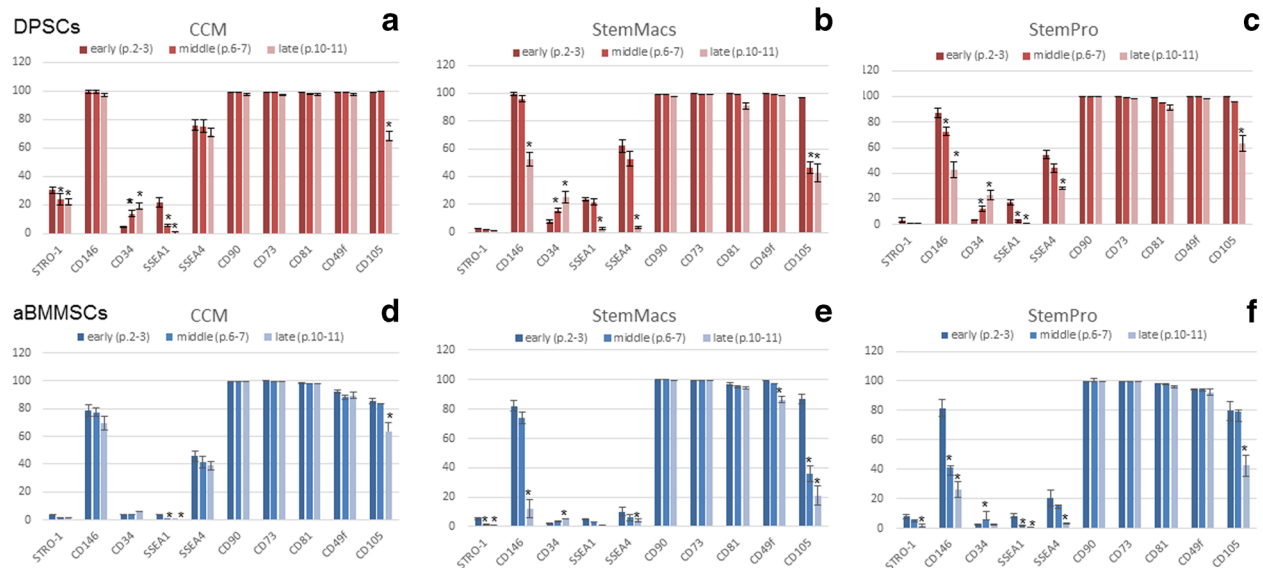 DPSCs
CCM
a
early (p.2-3) middle (p.6-7) late (p.10-11)
120
100
80
60
40
20
0
* * * * * * *
STRO-1 CD146 CD34 SSEA1 SSEA4 CD90 CD73 CD81 CD49f CD105
StemMacs
b
early (p.2-3) middle (p.6-7) late (p.10-11)
120
100
80
60
40
20
0
* * * * * * *
STRO-1 CD146 CD34 SSEA1 SSEA4 CD90 CD73 CD81 CD49f CD105
StemPro
c
early (p.2-3) middle (p.6-7) late (p.10-11)
120
100
80
60
40
20
0
* * * * * * * *
STRO-1 CD146 CD34 SSEA1 SSEA4 CD90 CD73 CD81 CD49f CD105
aBMMSCs
CCM
d
early (p.2-3) middle (p.6-7) late (p.10-11)
120
100
80
60
40
20
0
* * *
STRO-1 CD146 CD34 SSEA1 SSEA4 CD90 CD73 CD81 CD49f CD105
StemMacs
e
early (p.2-3) middle (p.6-7) late (p.10-11)
120
100
80
60
40
20
0
* * * * * * * *
STRO-1 CD146 CD34 SSEA1 SSEA4 CD90 CD73 CD81 CD49f CD105
StemPro
f
early (p.2-3) middle (p.6-7) late (p.10-11)
120
100
80
60
40
20
0
* * * * * * * *
STRO-1 CD146 CD34 SSEA1 SSEA4 CD90 CD73 CD81 CD49f CD105